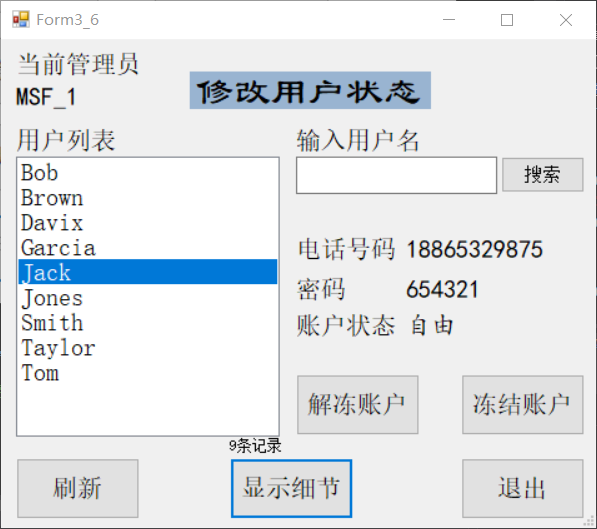 Form3_6
当前管理员
MSF_1
修改用户状态
用户列表
Bob
Brown
Davix
Garcia
Jack
Jones
Smith
Taylor
Tom
9条记录
输入用户名
搜索
电话号码 18865329875
密码 654321
账户状态 自由
解冻账户
冻结账户
刷新
显示细节
退出